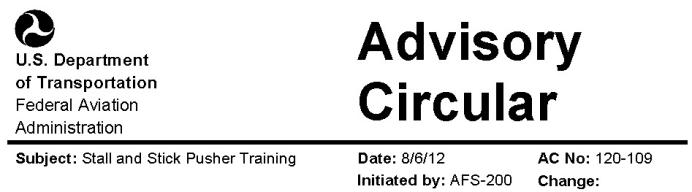 U.S. Department
of Transportation
Federal Aviation
Administration
Advisory
Circular
Subject: Stall and Stick Pusher Training
Date: 8/6/12
AC No: 120-109
Initiated by: AFS-200
Change: